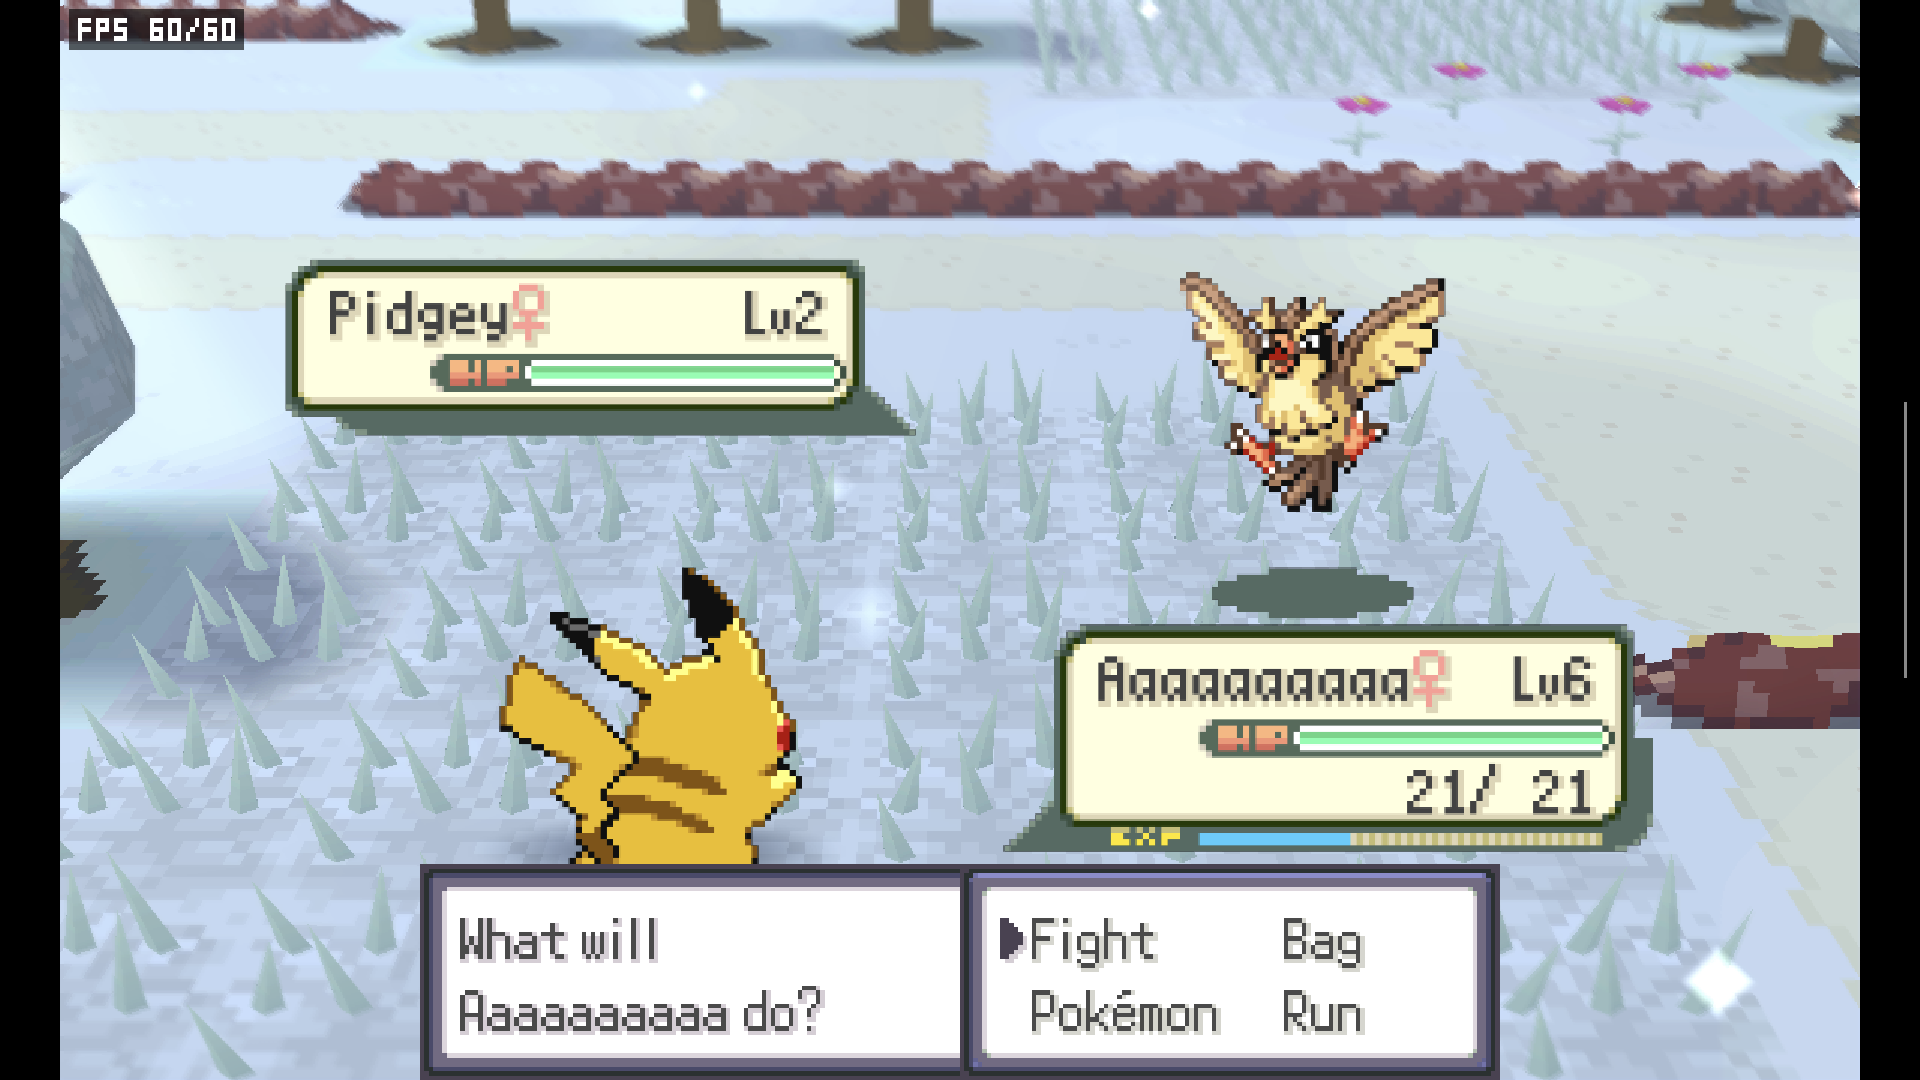 FPS 60/60
Pidgey♀ Lv2
HP
Aaaaaaaaaa♀ Lv6
HP
21/ 21
EXP
What will
Aaaaaaaaaa do?
Fight Bag
Pokémon Run